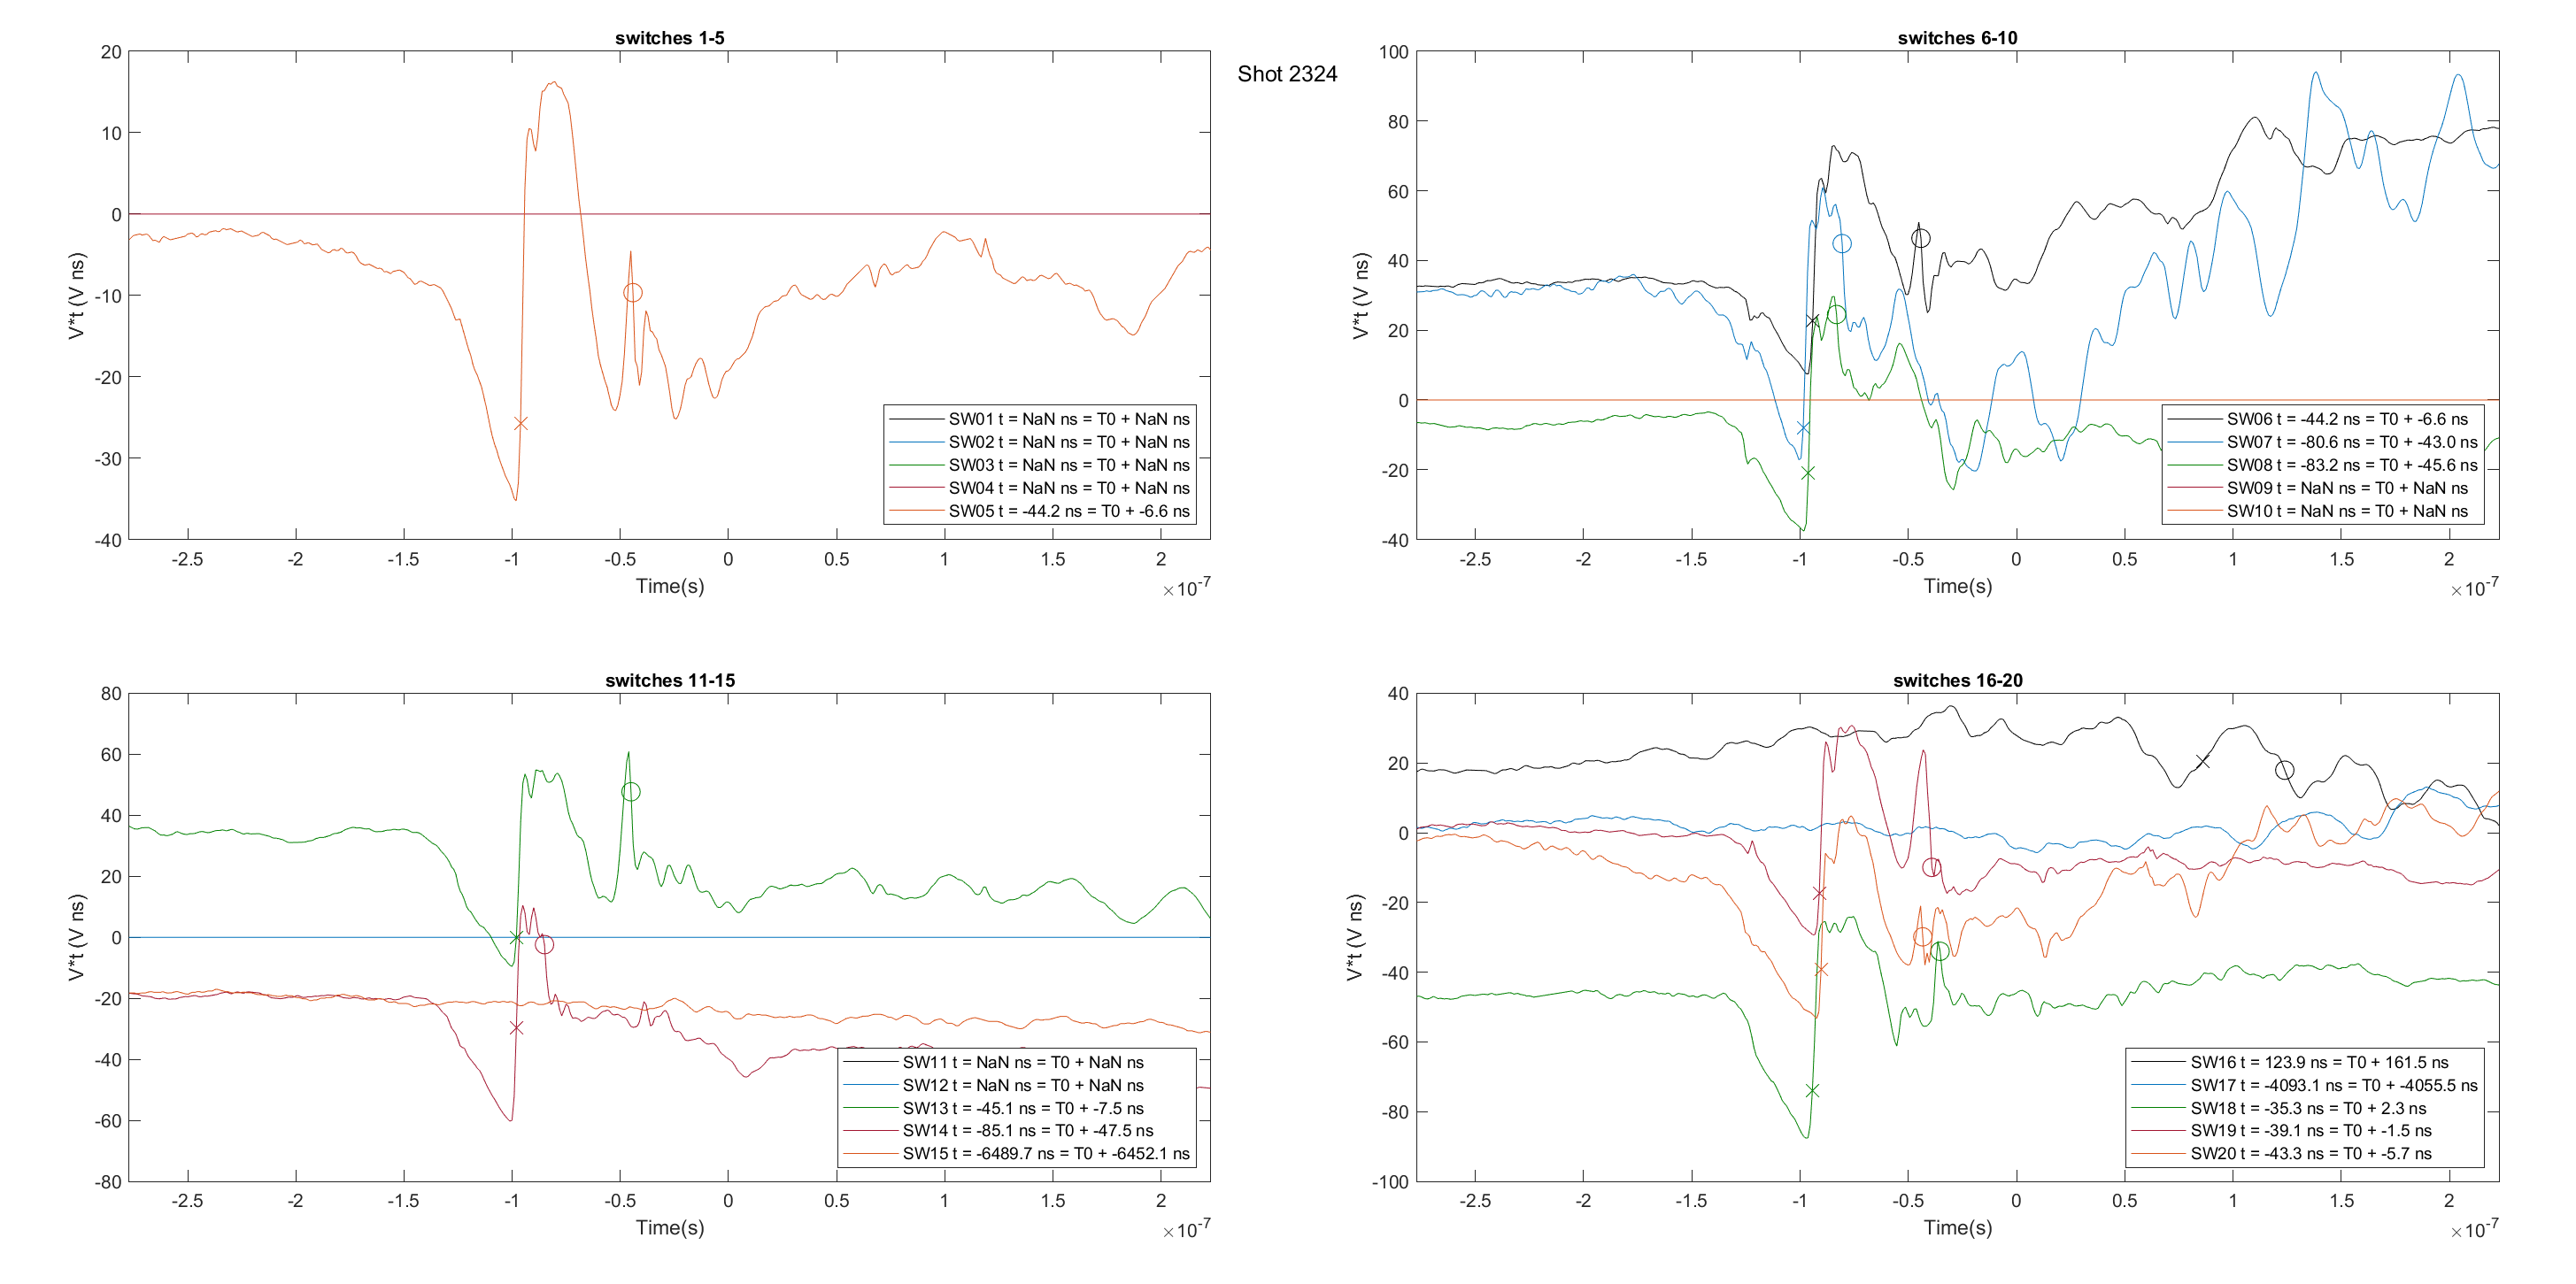 Shot 2324
switches 1-5
20
10
0
-10
-20
-30
-40
V*t (V ns)
-2.5 -2 -1.5 -1 -0.5 0 0.5 1 1.5 2
Time(s)
×10-7
SW01 t = NaN ns = T0 + NaN ns
SW02 t = NaN ns = T0 + NaN ns
SW03 t = NaN ns = T0 + NaN ns
SW04 t = NaN ns = T0 + NaN ns
SW05 t = -44.2 ns = T0 + -6.6 ns
switches 6-10
100
80
60
40
20
0
-20
-40
V*t (V ns)
-2.5 -2 -1.5 -1 -0.5 0 0.5 1 1.5 2
Time(s)
×10-7
SW06 t = -44.2 ns = T0 + -6.6 ns
SW07 t = -80.6 ns = T0 + -43.0 ns
SW08 t = -83.2 ns = T0 + -45.6 ns
SW09 t = NaN ns = T0 + NaN ns
SW10 t = NaN ns = T0 + NaN ns
switches 11-15
80
60
40
20
0
-20
-40
-60
-80
V*t (V ns)
-2.5 -2 -1.5 -1 -0.5 0 0.5 1 1.5 2
Time(s)
×10-7
SW11 t = NaN ns = T0 + NaN ns
SW12 t = NaN ns = T0 + NaN ns
SW13 t = -45.1 ns = T0 + -7.5 ns
SW14 t = -85.1 ns = T0 + -47.5 ns
SW15 t = -6489.7 ns = T0 + -6452.1 ns
switches 16-20
40
20
0
-20
-40
-60
-80
-100
V*t (V ns)
-2.5 -2 -1.5 -1 -0.5 0 0.5 1 1.5 2
Time(s)
×10-7
SW16 t = 123.9 ns = T0 + 161.5 ns
SW17 t = -4093.1 ns = T0 + -4055.5 ns
SW18 t = -35.3 ns = T0 + 2.3 ns
SW19 t = -39.1 ns = T0 + -1.5 ns
SW20 t = -43.3 ns = T0 + -5.7 ns